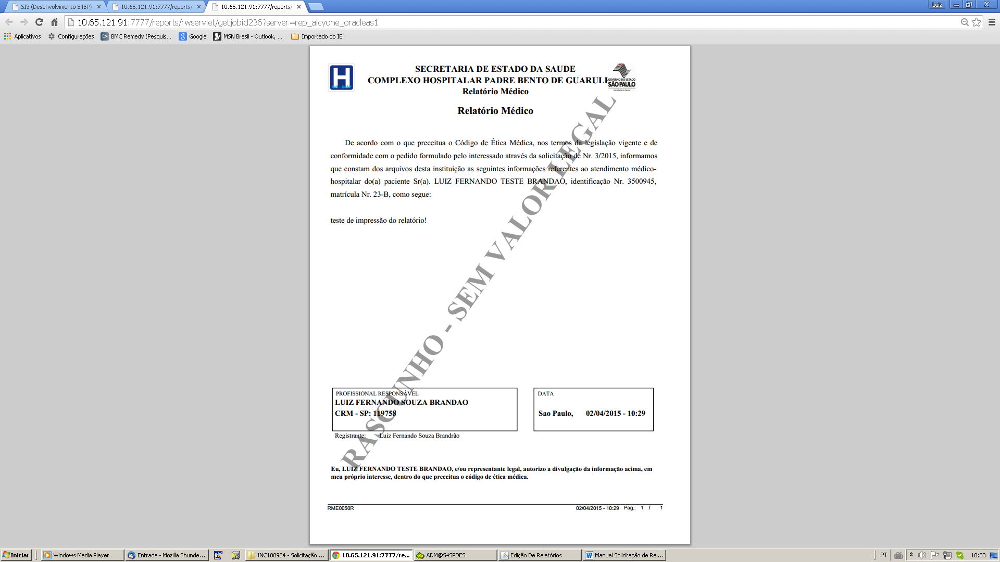 SI3 (Desenvolvimento S4SP)
10.65.121.91:7777/reports/
10.65.121.91:7777/reports/
Luiz
10.65.121.91:7777/reports/rwservlet/getjobid236?server=rep_alcyone_oracleas1
Aplicativos
Configurações
BMC Remedy (Pesquis...
Google
MSN Brasil - Outlook, ...
Importado do IE
H
SECRETARIA DE ESTADO DA SAUDE
COMPLEXO HOSPITALAR PADRE BENTO DE GUARUL
Relatório Médico
GOVERNO DO ESTADO
SÃO PAULO
Secretaria da Saúde
Relatório Médico
De acordo com o que preceitua o Código de Ética Médica, nos termos da legislação vigente e de
conformidade com o pedido formulado pelo interessado através da solicitação de Nr. 3/2015, informamos
que constam dos arquivos desta instituição as seguintes informações referentes ao atendimento médico-
hospitalar do(a) paciente Sr(a). LUIZ FERNANDO TESTE BRANDAO, identificação Nr. 3500945,
matrícula Nr. 23-B, como segue:
teste de impressão do relatório!
RASCUNHO - SEM VALOR LEGAL
PROFISSIONAL RESPONSÁVEL
LUIZ FERNANDO SOUZA BRANDAO
CRM - SP: 119758
DATA
Sao Paulo, 02/04/2015 - 10:29
Registrante: Luiz Fernando Souza Brandrão
Eu, LUIZ FERNANDO TESTE BRANDAO, e/ou representante legal, autorizo a divulgação da informação acima, em
meu próprio interesse, dentro do que preceitua o código de ética médica.
RME0050R
02/04/2015 - 10:29 Pág.: 1 / 1
Iniciar
Windows Media Player
Entrada - Mozilla Thunde...
INC180984 - Solicitação ...
10.65.121.91:7777/re...
ADM@S4SPDES
Edição De Relatórios
Manual Solicitação de Rel...
PT
10:33